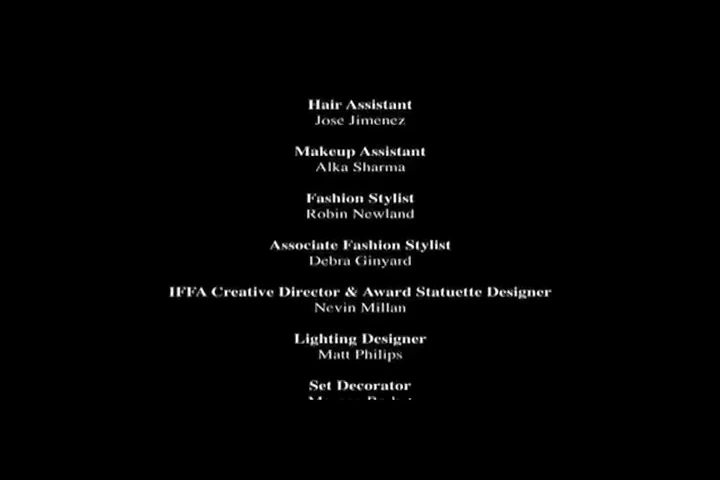 Hair Assistant
Jose Jimenez
Makeup Assistant
Alka Sharma
Fashion Stylist
Robin Newland
Associate Fashion Stylist
Debra Ginyard
IFFA Creative Director & Award Statuette Designer
Nevin Millan
Lighting Designer
Matt Philips
Set Decorator